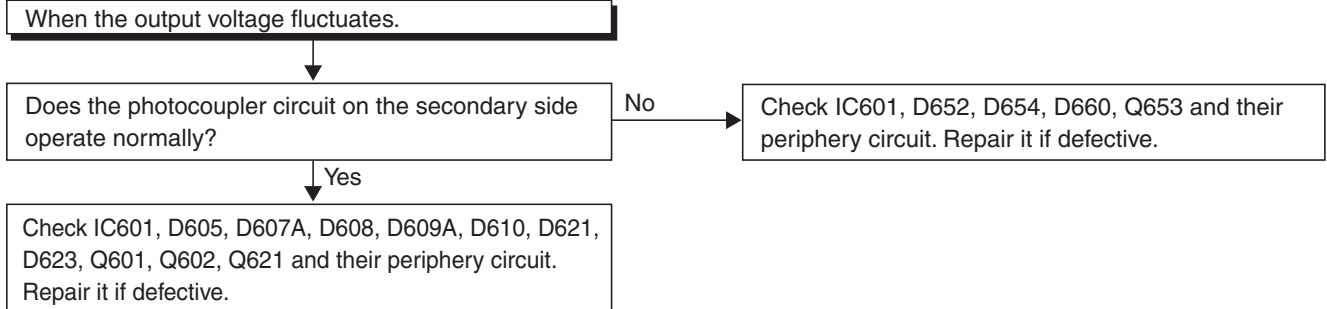 When the output voltage fluctuates.
Does the photocoupler circuit on the secondary side
operate normally?
No
Check IC601, D652, D654, D660, Q653 and their
periphery circuit. Repair it if defective.
Yes
Check IC601, D605, D607A, D608, D609A, D610, D621,
D623, Q601, Q602, Q621 and their periphery circuit.
Repair it if defective.